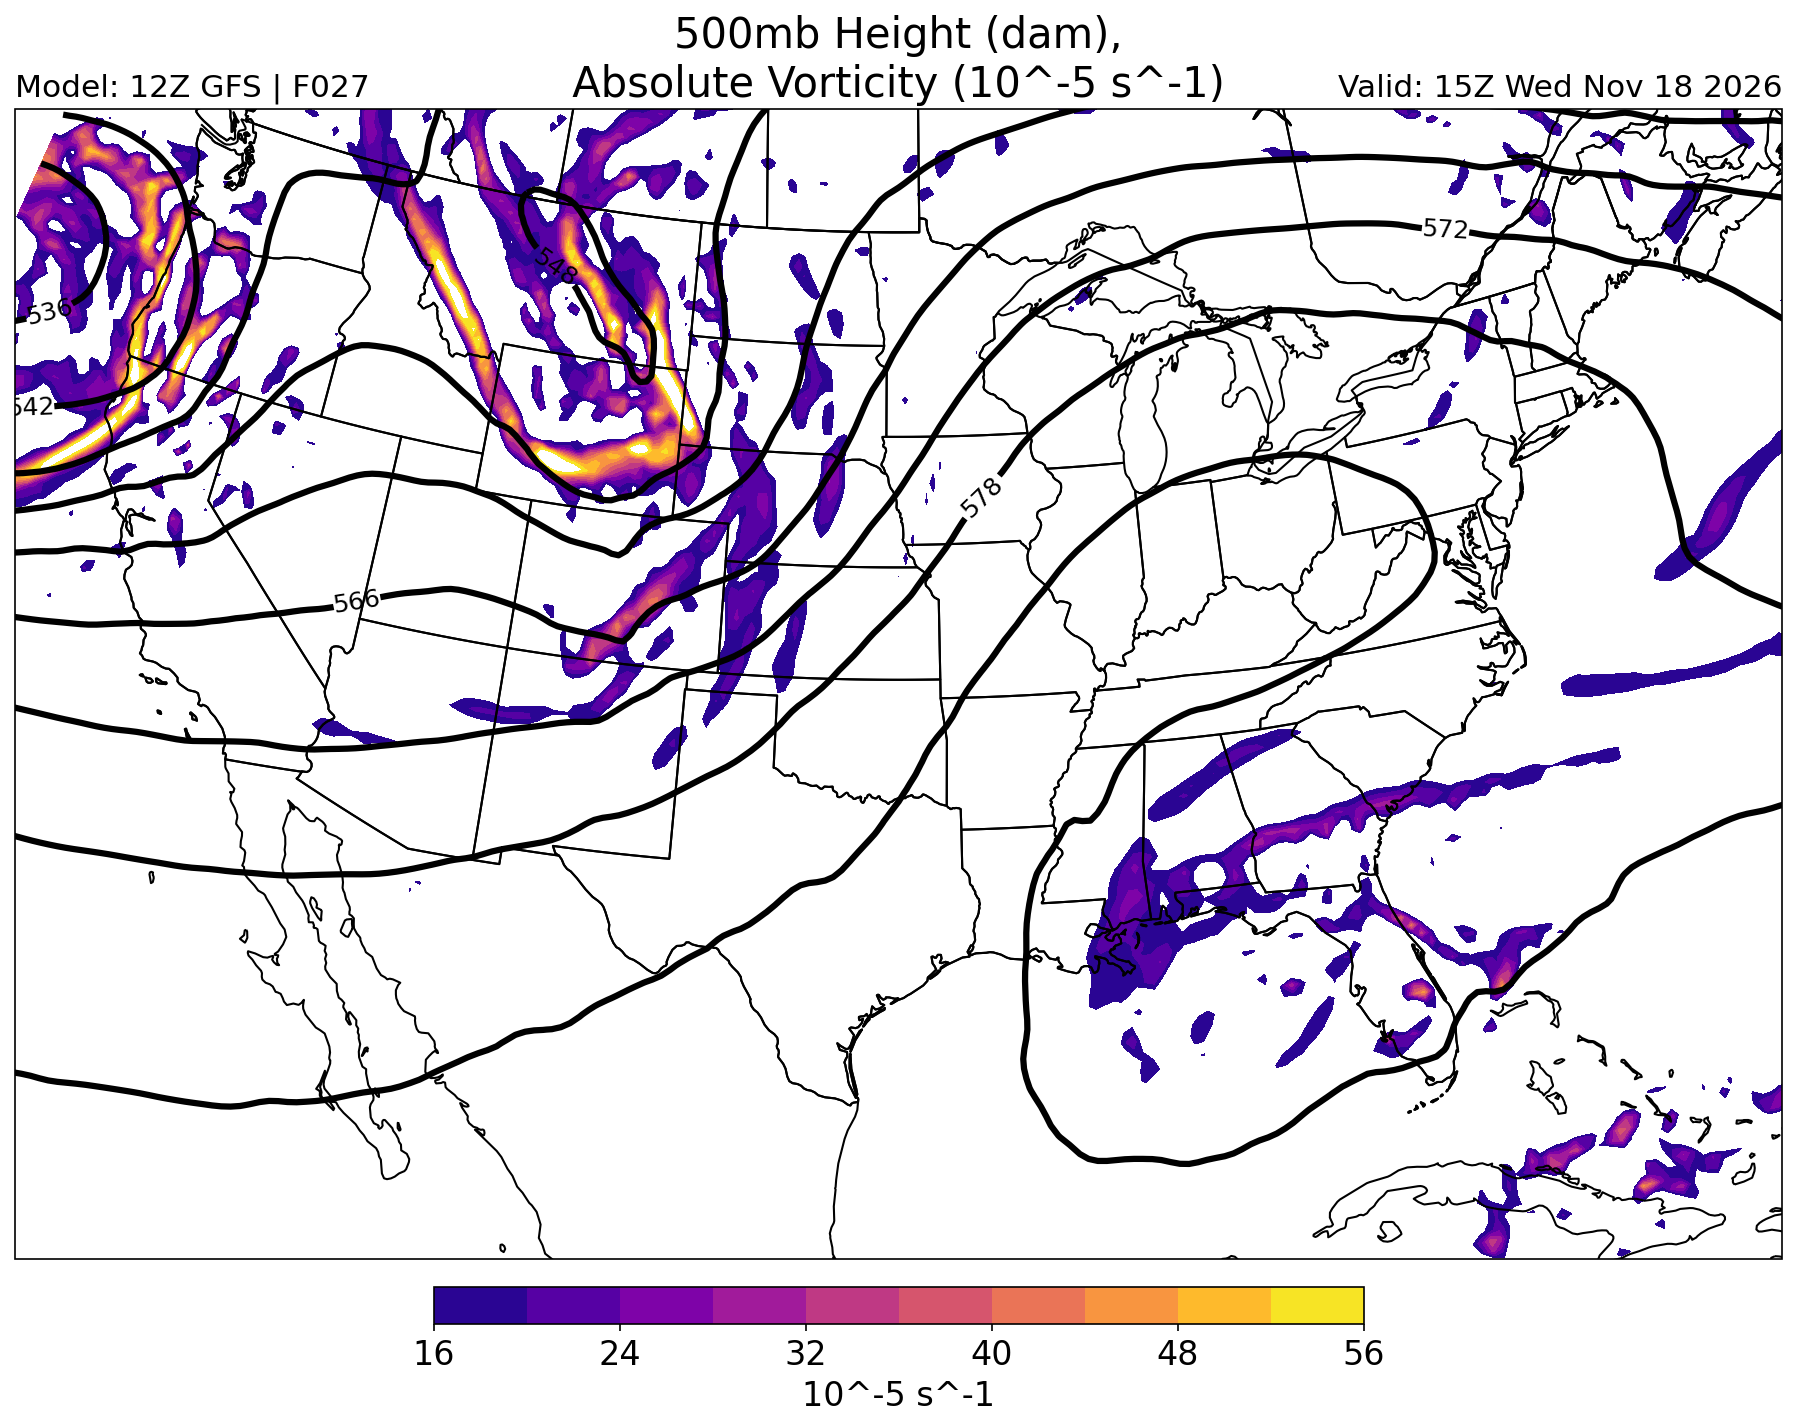 500mb Height (dam),
Absolute Vorticity (10^-5 s^-1)
Model: 12Z GFS | F027
Valid: 15Z Wed Nov 18 2026
572
548
536
542
578
566
16 24 32 40 48 56
10^-5 s^-1